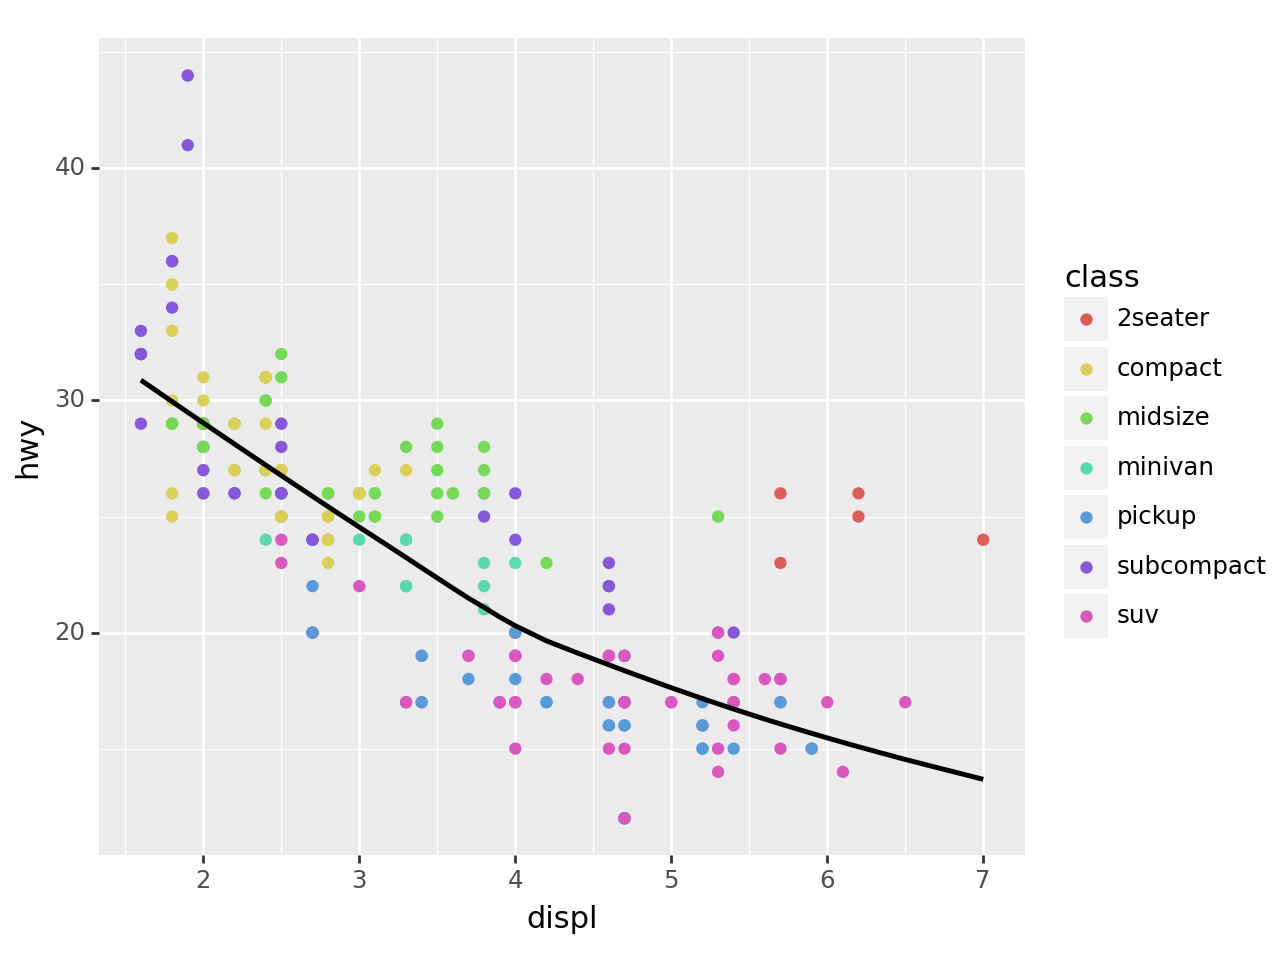 40
30
20
hwy
2
3
4
5
6
7
displ
class
2seater
compact
midsize
minivan
pickup
subcompact
suv